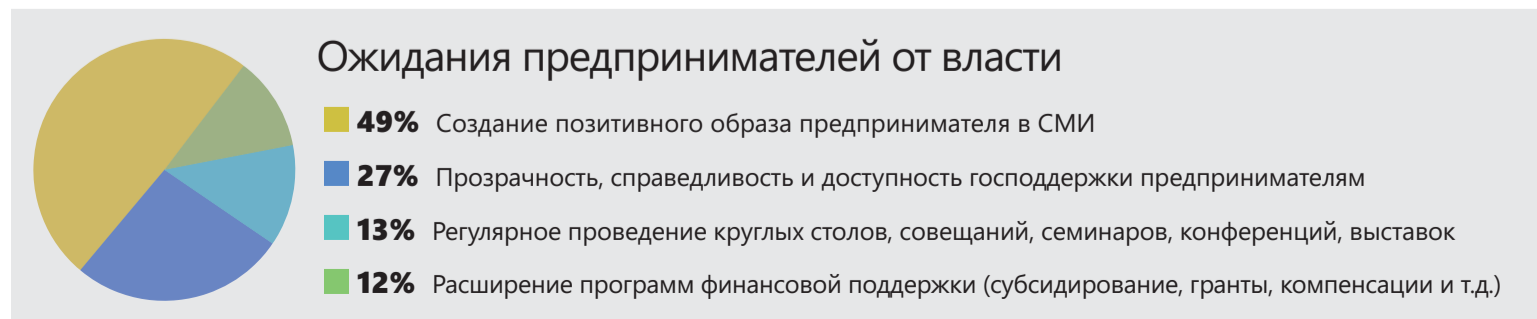 Ожидания предпринимателей от власти
49% Создание позитивного образа предпринимателя в СМИ
27% Прозрачность, справедливость и доступность господдержки предпринимателям
13% Регулярное проведение круглых столов, совещаний, семинаров, конференций, выставок
12% Расширение программ финансовой поддержки (субсидирование, гранты, компенсации и т.д.)